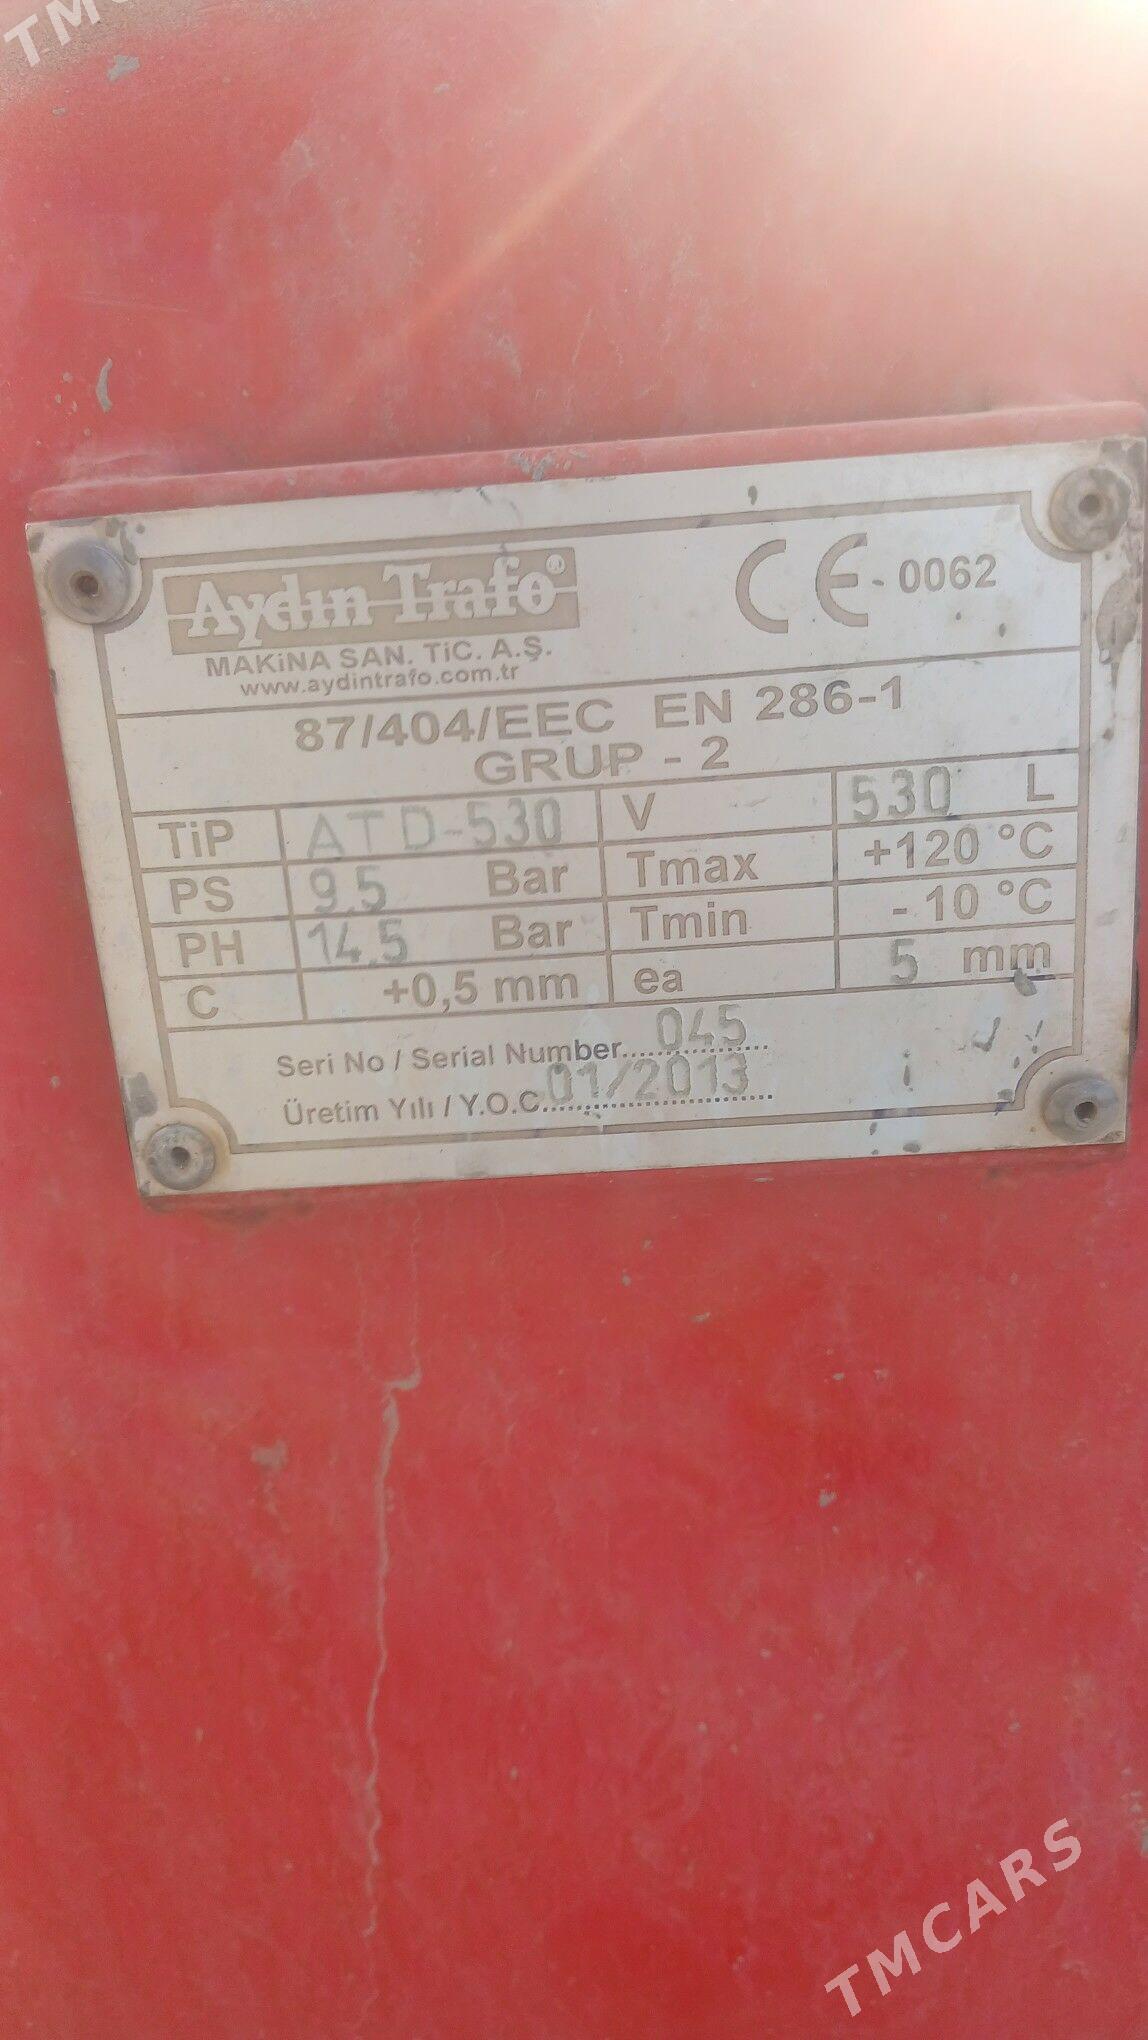 Aydın Trafo®
MAKiNA SAN. TiC. A.Ş.
www.aydintrafo.com.tr
CE - 0062
87/404/EEC EN 286-1
GRUP - 2
TiP ATD-530 V 530 L
PS 9.5 Bar Tmax +120 °C
PH 14.5 Bar Tmin - 10 °C
C +0,5 mm ea 5 mm
Seri No / Serial Number...045...
Üretim Yılı / Y.O.C...01/2013...
TMCARS